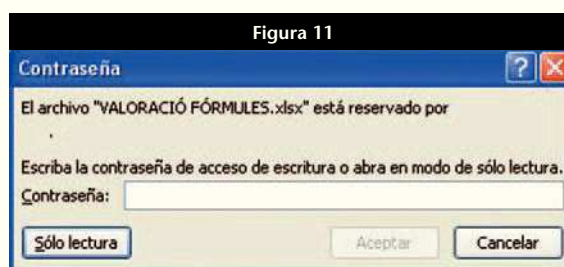 Figura 11
Contraseña
El archivo "VALORACIÓ FÓRMULES.xlsx" está reservado por
.
Escriba la contraseña de acceso de escritura o abra en modo de sólo lectura.
Contraseña:
Sólo lectura Aceptar Cancelar